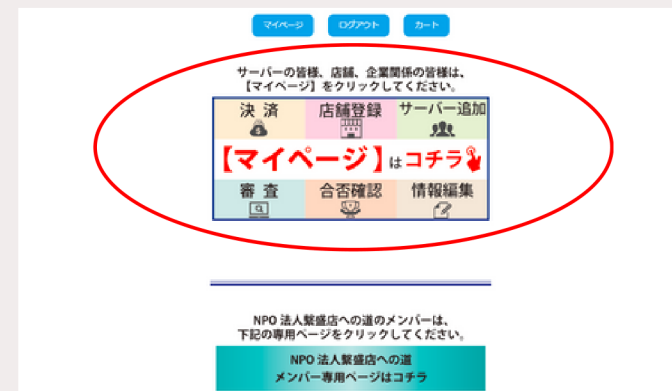 マイページ ログアウト カート
サーバーの皆様、店舗、企業関係の皆様は、
【マイページ】をクリックしてください。
決 済 店舗登録 サーバー追加
【マイページ】はコチラ
審 査 合否確認 情報編集
NPO 法人繁盛店への道のメンバーは、
下記の専用ページをクリックしてください。
NPO 法人繁盛店への道
メンバー専用ページはコチラ